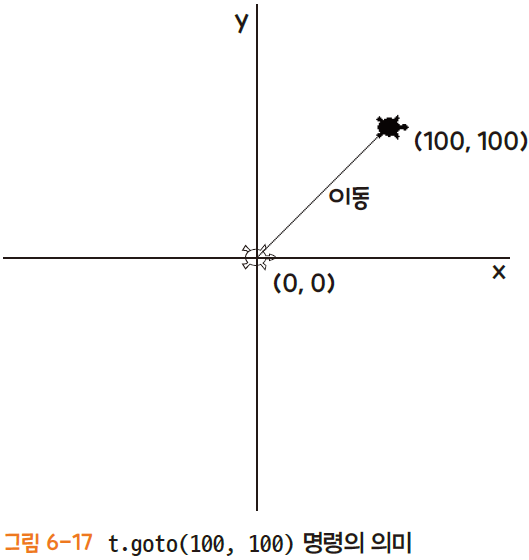 y
(100, 100)
이동
x
(0, 0)
그림 6-17 t.goto(100, 100) 명령의 의미